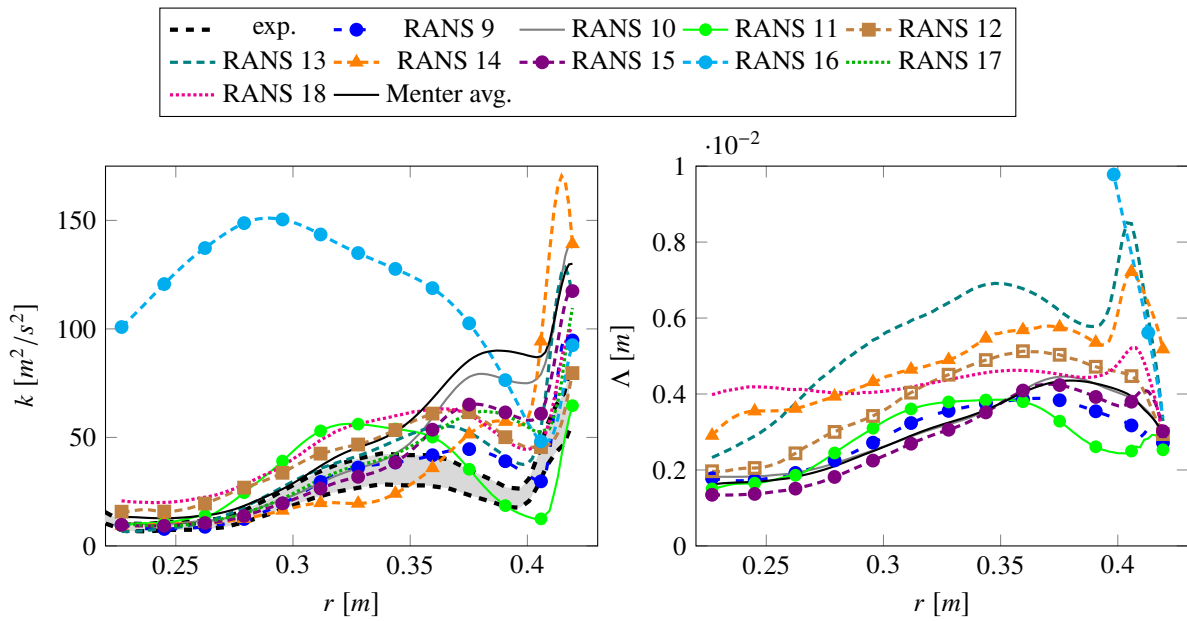 exp. RANS 9 RANS 10 RANS 11 RANS 12
RANS 13 RANS 14 RANS 15 RANS 16 RANS 17
RANS 18 Menter avg.
k [m²/s²]
150
100
50
0
0.25 0.3 0.35 0.4
r [m]
·10⁻²
Λ [m]
1
0.8
0.6
0.4
0.2
0
0.25 0.3 0.35 0.4
r [m]